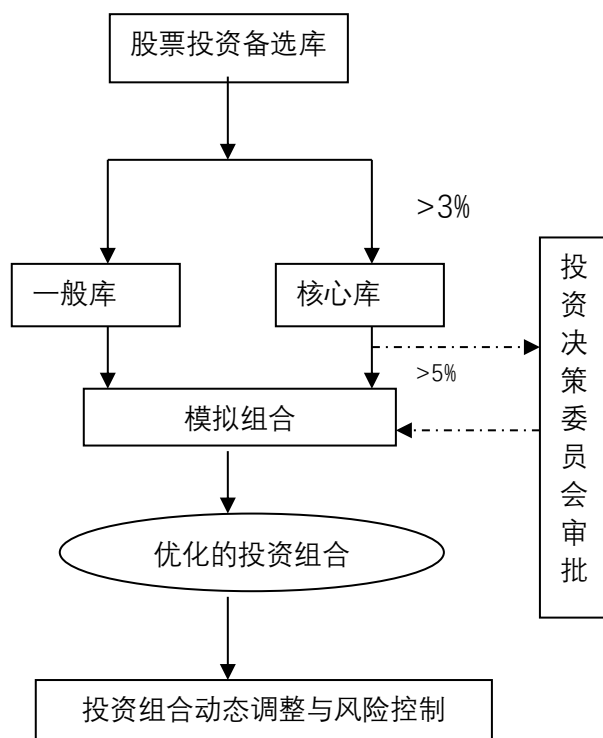 股票投资备选库
>3%
一般库
核心库
>5%
模拟组合
投资决策委员会审批
优化的投资组合
投资组合动态调整与风险控制